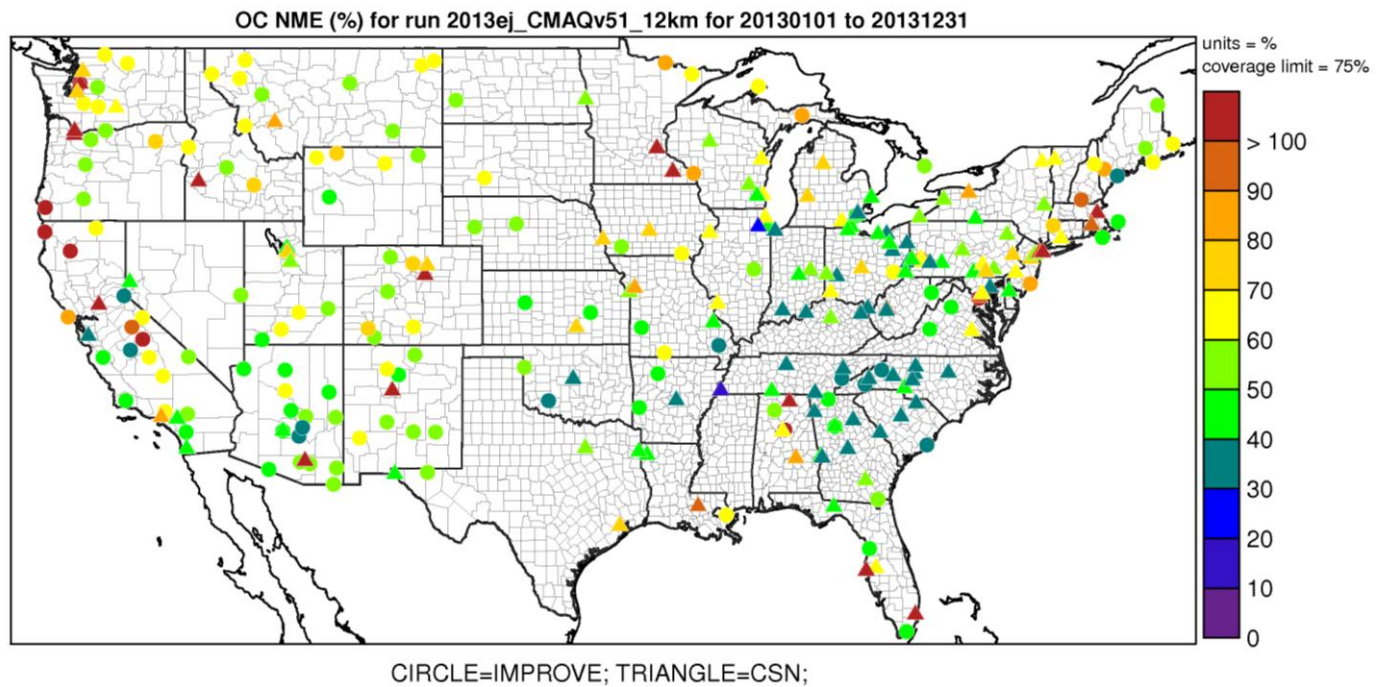 OC NME (%) for run 2013ej_CMAQv51_12km for 20130101 to 20131231
units = %
coverage limit = 75%
> 100
90
80
70
60
50
40
30
20
10
0
CIRCLE=IMPROVE; TRIANGLE=CSN;